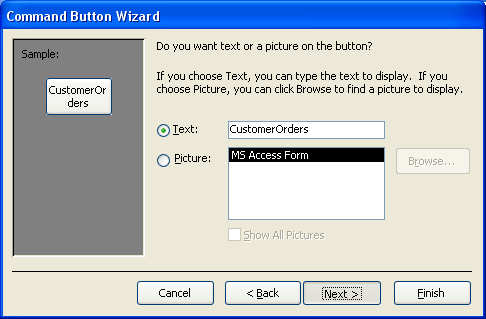 Command Button Wizard
Sample:
CustomerOr
ders
Do you want text or a picture on the button?
If you choose Text, you can type the text to display.  If you
choose Picture, you can click Browse to find a picture to display.
Text:
CustomerOrders
Picture:
MS Access Form
Browse...
Show All Pictures
Cancel
< Back
Next >
Finish